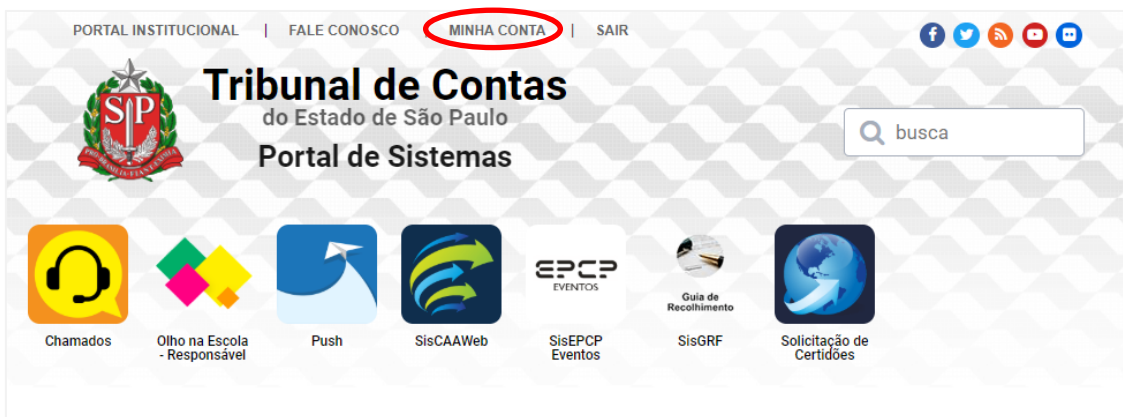 PORTAL INSTITUCIONAL | FALE CONOSCO | MINHA CONTA | SAIR
Tribunal de Contas
do Estado de São Paulo
Portal de Sistemas
busca
SP
EPCP
EVENTOS
Guia de
Recolhimento
Chamados
Olho na Escola
- Responsável
Push
SisCAAWeb
SisEPCP
Eventos
SisGRF
Solicitação de
Certidões